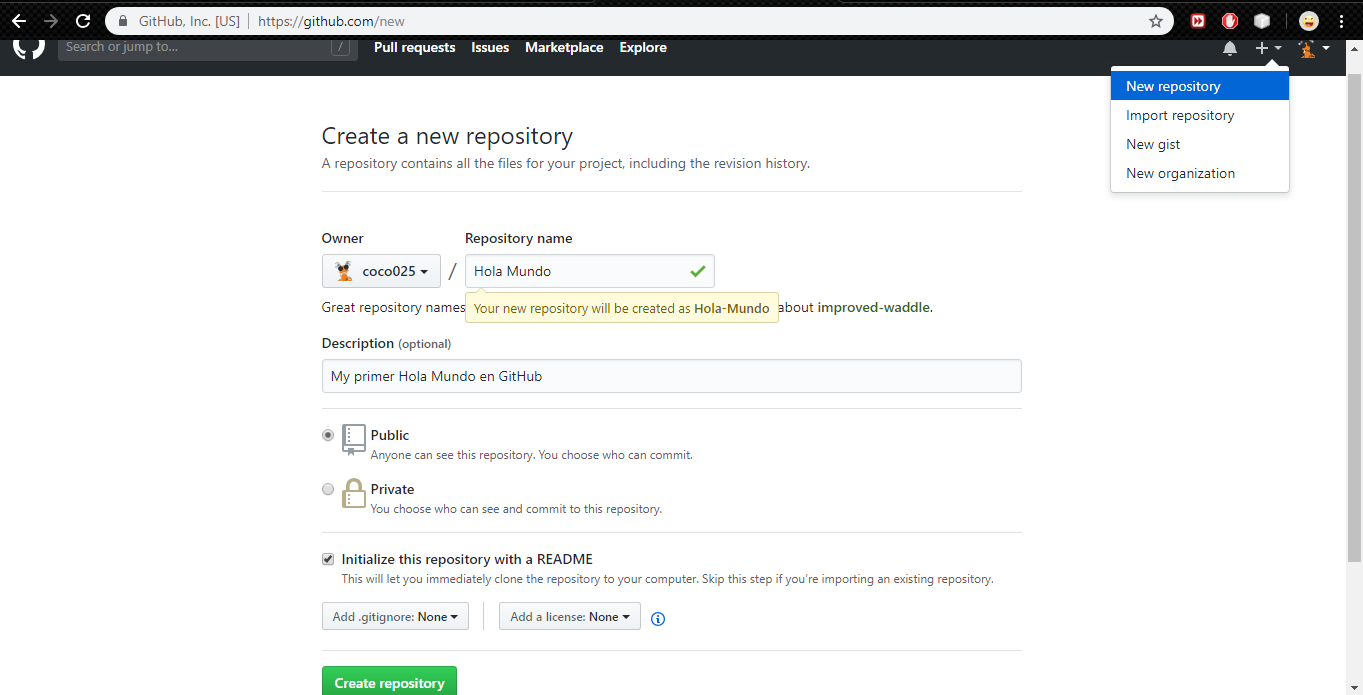 GitHub, Inc. [US] | https://github.com/new
Search or jump to... /
Pull requests Issues Marketplace Explore
New repository
Import repository
New gist
New organization
Create a new repository
A repository contains all the files for your project, including the revision history.
Owner Repository name
coco025 / Hola Mundo
Great repository names
Your new repository will be created as Hola-Mundo
about improved-waddle.
Description (optional)
My primer Hola Mundo en GitHub
Public
Anyone can see this repository. You choose who can commit.
Private
You choose who can see and commit to this repository.
Initialize this repository with a README
This will let you immediately clone the repository to your computer. Skip this step if you're importing an existing repository.
Add .gitignore: None Add a license: None
Create repository